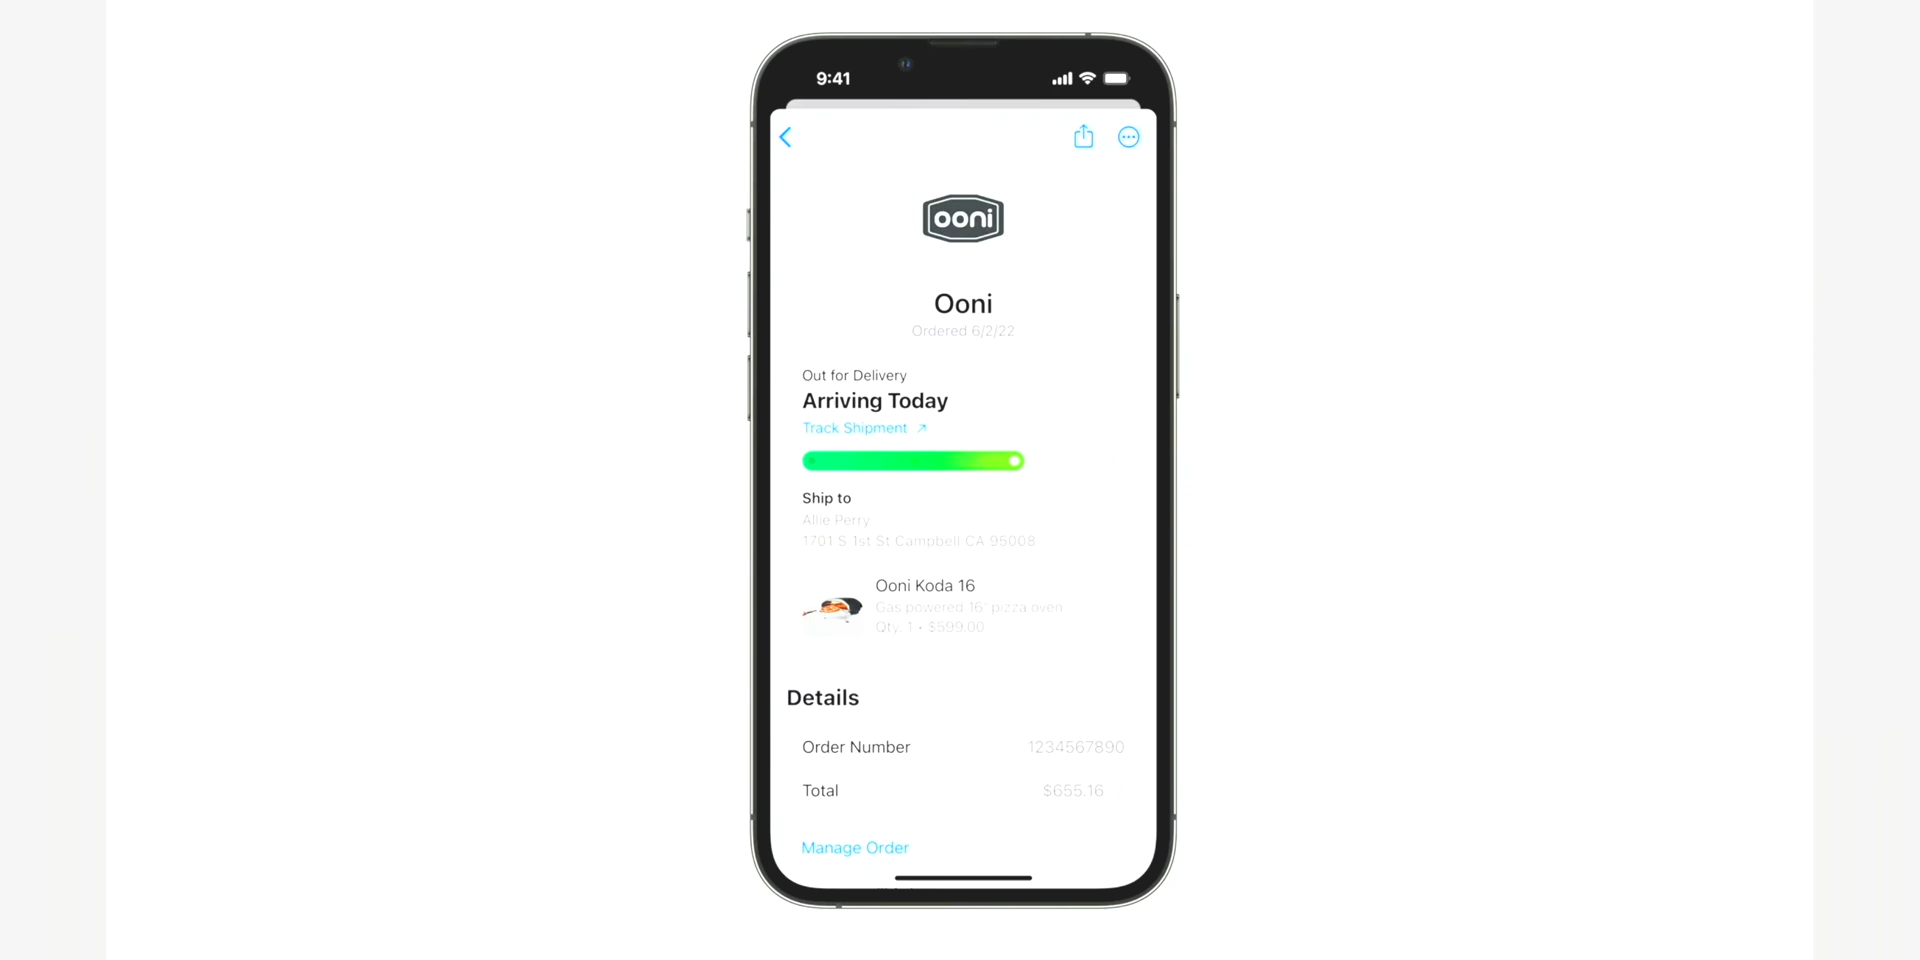 9:41
ooni
Ooni
Ordered 6/2/22
Out for Delivery
Arriving Today
Track Shipment ↗
Ship to
Allie Perry
1701 S 1st St Campbell CA 95008
Ooni Koda 16
Gas powered 16" pizza oven
Qty. 1 • $599.00
Details
Order Number 1234567890
Total $655.16
Manage Order